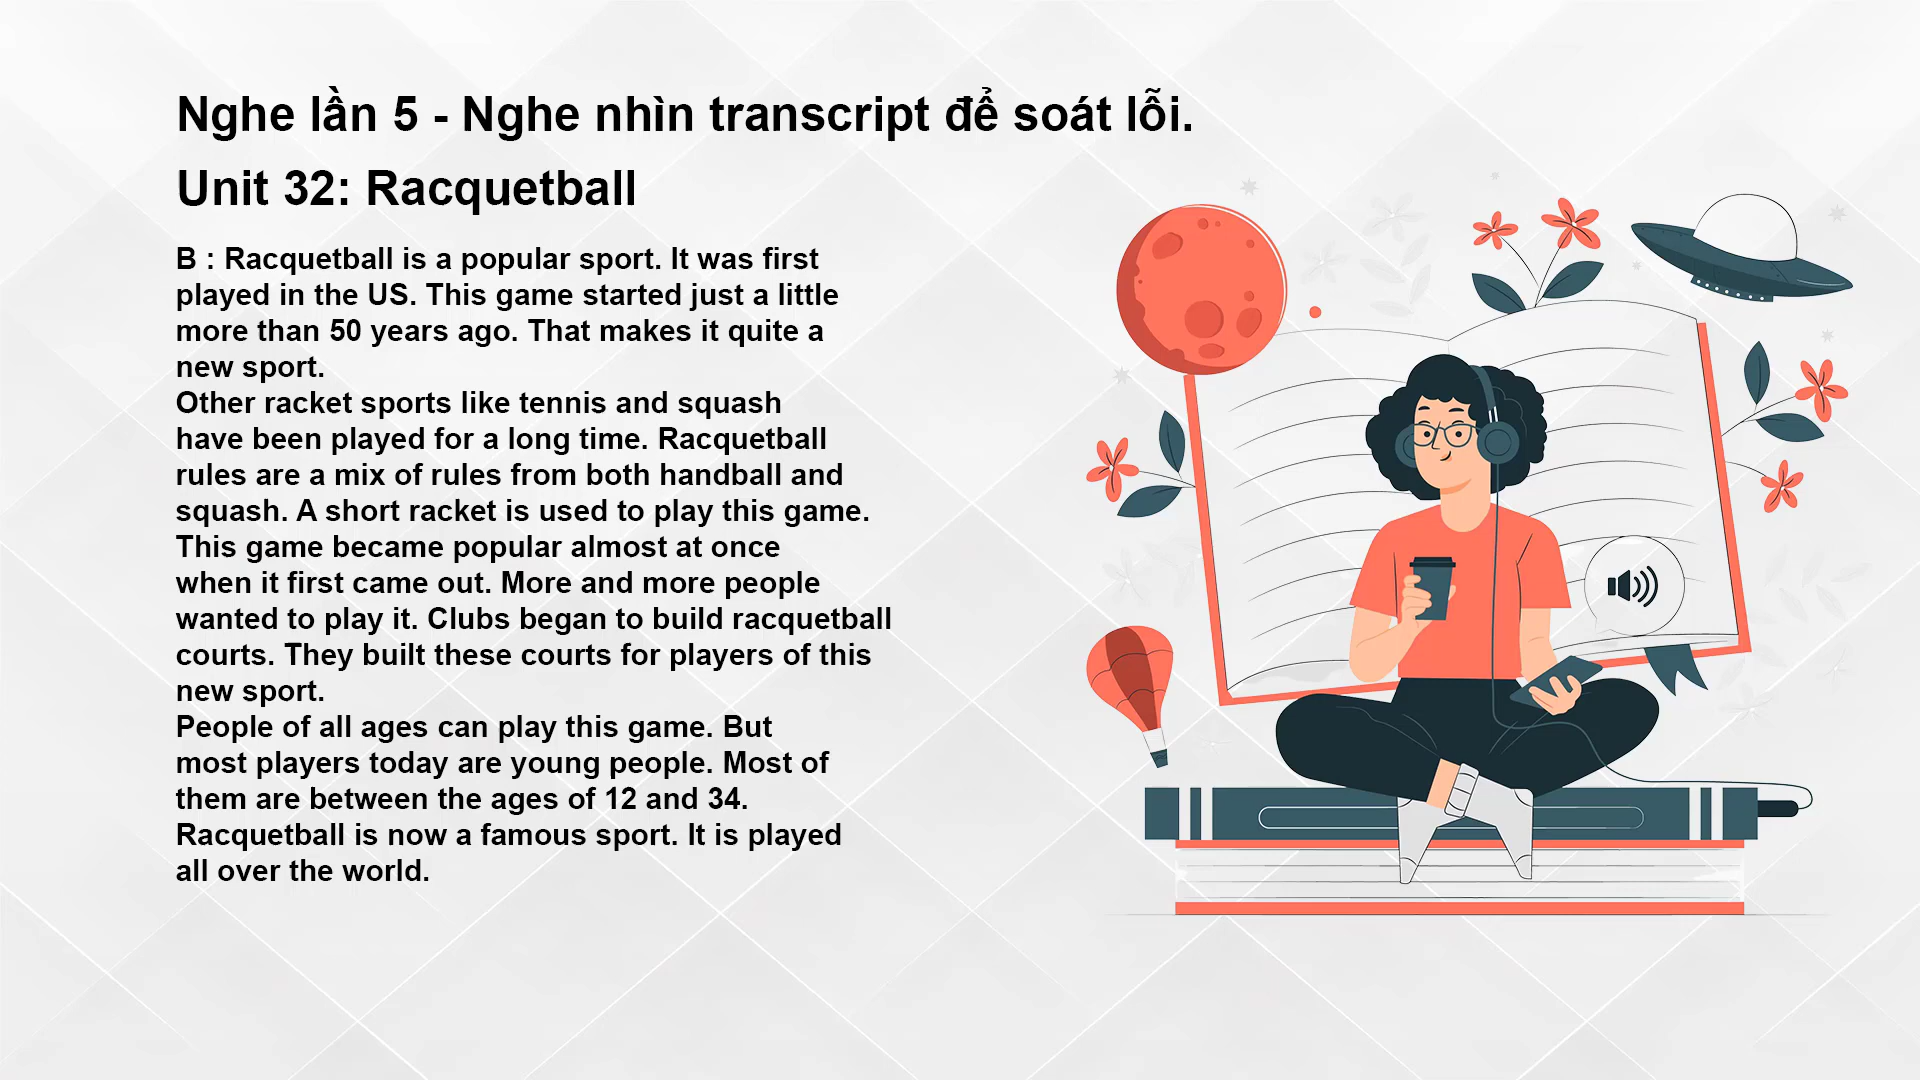 Nghe lần 5 - Nghe nhìn transcript để soát lỗi.
Unit 32: Racquetball
B : Racquetball is a popular sport. It was first
played in the US. This game started just a little
more than 50 years ago. That makes it quite a
new sport.
Other racket sports like tennis and squash
have been played for a long time. Racquetball
rules are a mix of rules from both handball and
squash. A short racket is used to play this game.
This game became popular almost at once
when it first came out. More and more people
wanted to play it. Clubs began to build racquetball
courts. They built these courts for players of this
new sport.
People of all ages can play this game. But
most players today are young people. Most of
them are between the ages of 12 and 34.
Racquetball is now a famous sport. It is played
all over the world.